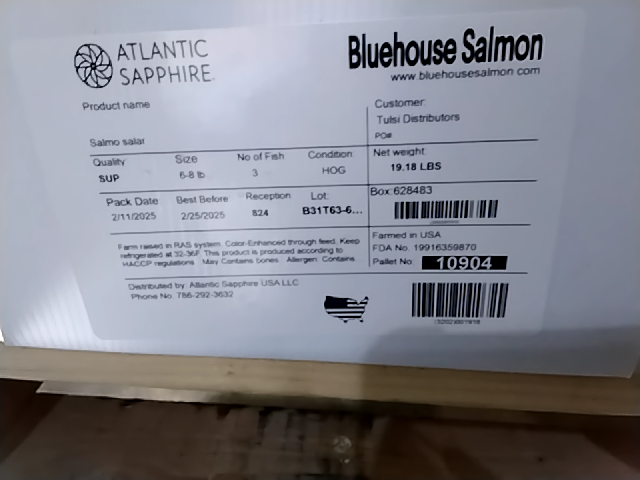 ATLANTIC
SAPPHIRE
Bluehouse Salmon
www.bluehousesalmon.com
Product name
Customer:
Tulsi Distributors
PO#
Salmo salar
Quality Size No of Fish Condition
SUP 6-8 lb 3 HOG
Net weight:
19.18 LBS
Pack Date Best Before Reception Lot:
2/11/2025 2/25/2025 824 B31T63-6...
Box: 628483
Farm raised in RAS system. Color-Enhanced through feed. Keep
refrigerated at 32-36F. This product is produced according to
HACCP regulations. May Contains bones. Allergen: Contains
Farmed in USA
FDA No. 19916359870
Pallet No: 10904
Distributed by: Atlantic Sapphire USA LLC
Phone No: 786-292-3632